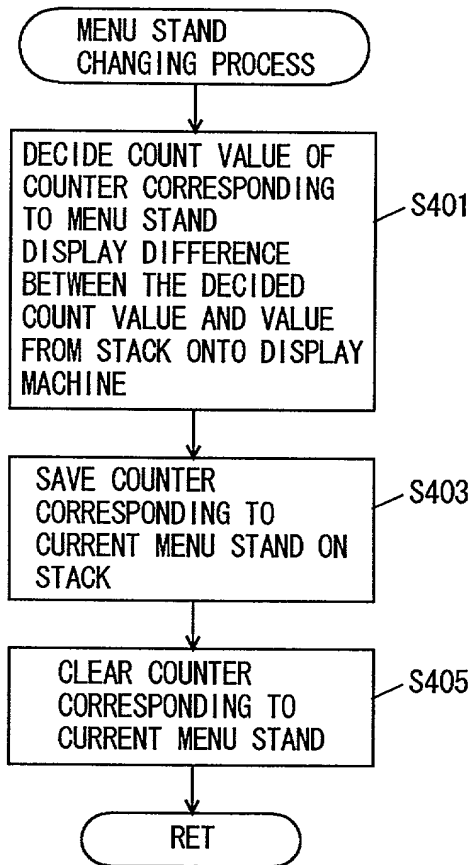 MENU STAND
CHANGING PROCESS
DECIDE COUNT VALUE OF
COUNTER CORRESPONDING
TO MENU STAND
DISPLAY DIFFERENCE
BETWEEN THE DECIDED
COUNT VALUE AND VALUE
FROM STACK ONTO DISPLAY
MACHINE
S401
SAVE COUNTER
CORRESPONDING TO
CURRENT MENU STAND ON
STACK
S403
CLEAR COUNTER
CORRESPONDING TO
CURRENT MENU STAND
S405
RET